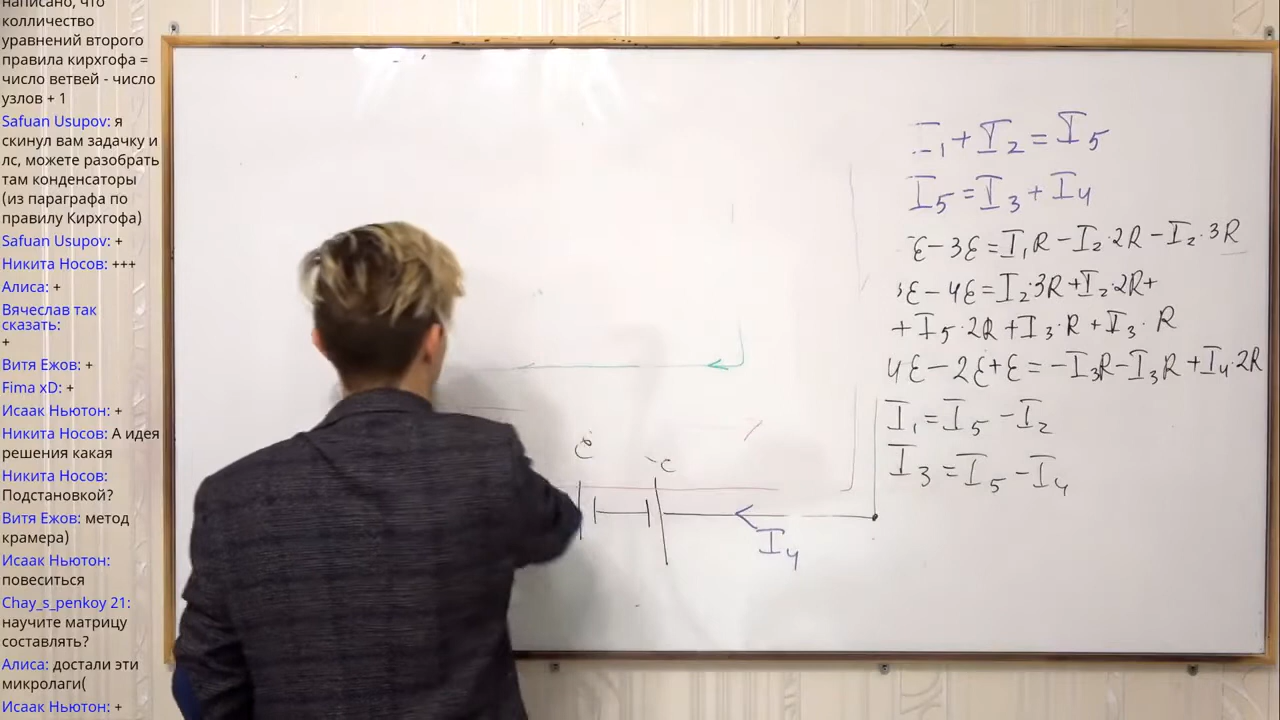 написано, что
колличество
уравнений второго
правила кирхгофа =
число ветвей - число
узлов + 1
Safuan Usupov: я
скинул вам задачку и
лс, можете разобрать
там конденсаторы
(из параграфа по
правилу Кирхгофа)
Safuan Usupov: +
Никита Носов: +++
Алиса: +
Вячеслав так
сказать:
+
Витя Ежов: +
Fima xD: +
Исаак Ньютон: +
Никита Носов: А идея
решения какая
Никита Носов:
Подстановкой?
Витя Ежов: метод
крамера)
Исаак Ньютон:
повеситься
Chay_s_penkoy 21:
научите матрицу
составлять?
Алиса: достали эти
микролаги(
Исаак Ньютон: +
I₁ + I₂ = I₅
I₅ = I₃ + I₄
ε - 3ε = I₁R - I₂·2R - I₂·3R
3ε - 4ε = I₂·3R + I₂·2R +
+ I₅·2R + I₃·R + I₃·R
4ε - 2ε + ε = -I₃R - I₃R + I₄·2R
I₁ = I₅ - I₂
I₃ = I₅ - I₄
ε
I₄